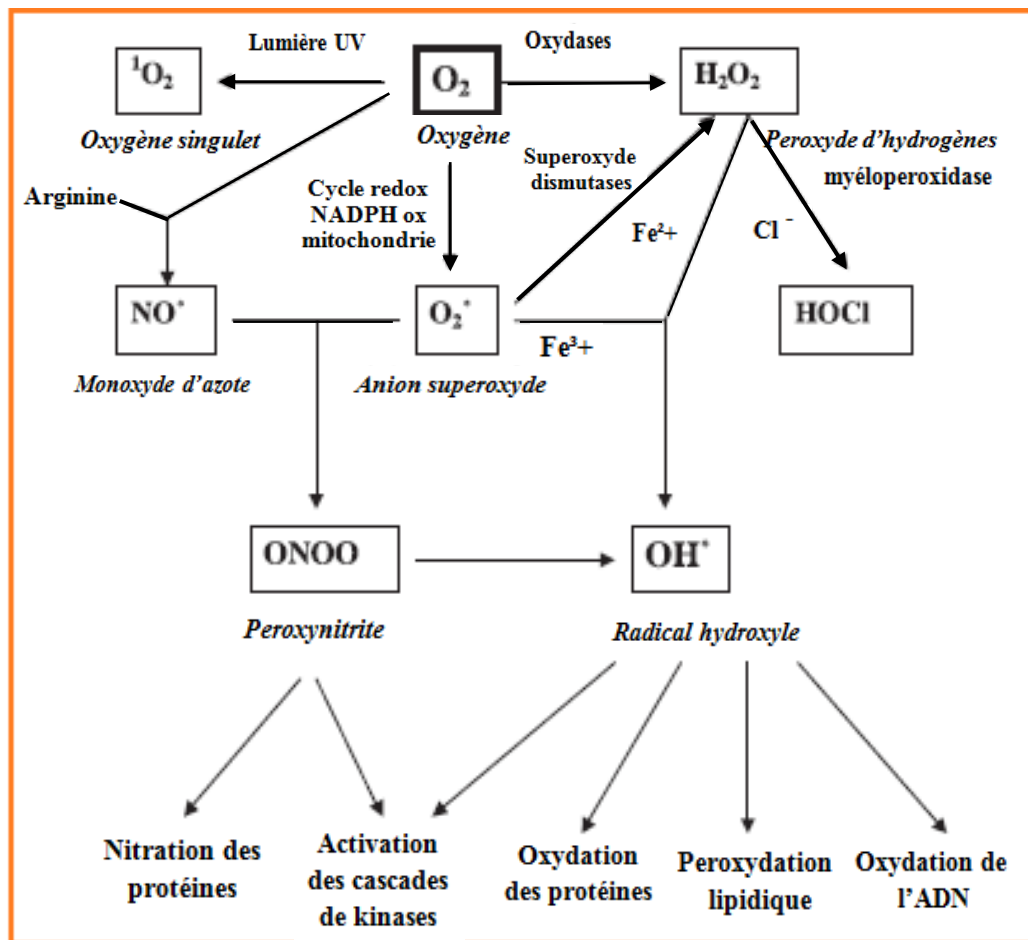 Lumière UV
Oxydases
¹O₂
O₂
H₂O₂
Oxygène singulet
Oxygène
Peroxyde d’hydrogènes
myéloperoxidase
Superoxyde
dismutases
Arginine
Cycle redox
NADPH ox
mitochondrie
Fe²+
Cl⁻
NO•
O₂•
HOCl
Fe³+
Monoxyde d’azote
Anion superoxyde
ONOO
OH•
Peroxynitrite
Radical hydroxyle
Nitration des
protéines
Activation
des cascades
de kinases
Oxydation
des protéines
Peroxydation
lipidique
Oxydation de
l’ADN